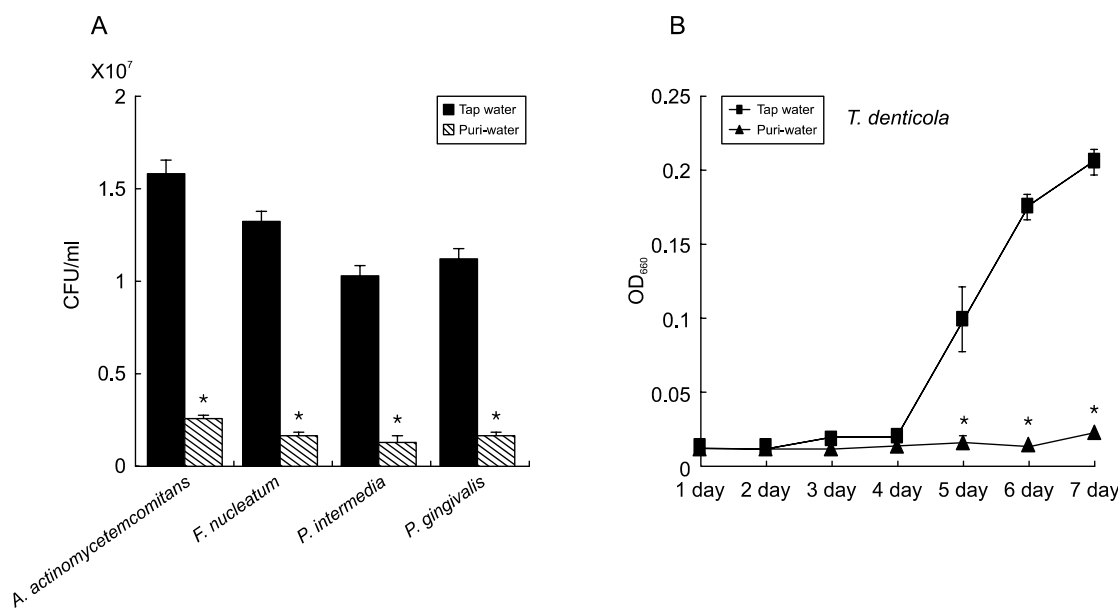 A
X10⁷
2
1.5
1
0.5
0
CFU/ml
Tap water
Puri-water
*
*
*
*
A. actinomycetemcomitans
F. nucleatum
P. intermedia
P. gingivalis
B
0.25
0.2
0.15
0.1
0.05
0
OD₆₆₀
Tap water
Puri-water
T. denticola
*
*
*
1 day 2 day 3 day 4 day 5 day 6 day 7 day